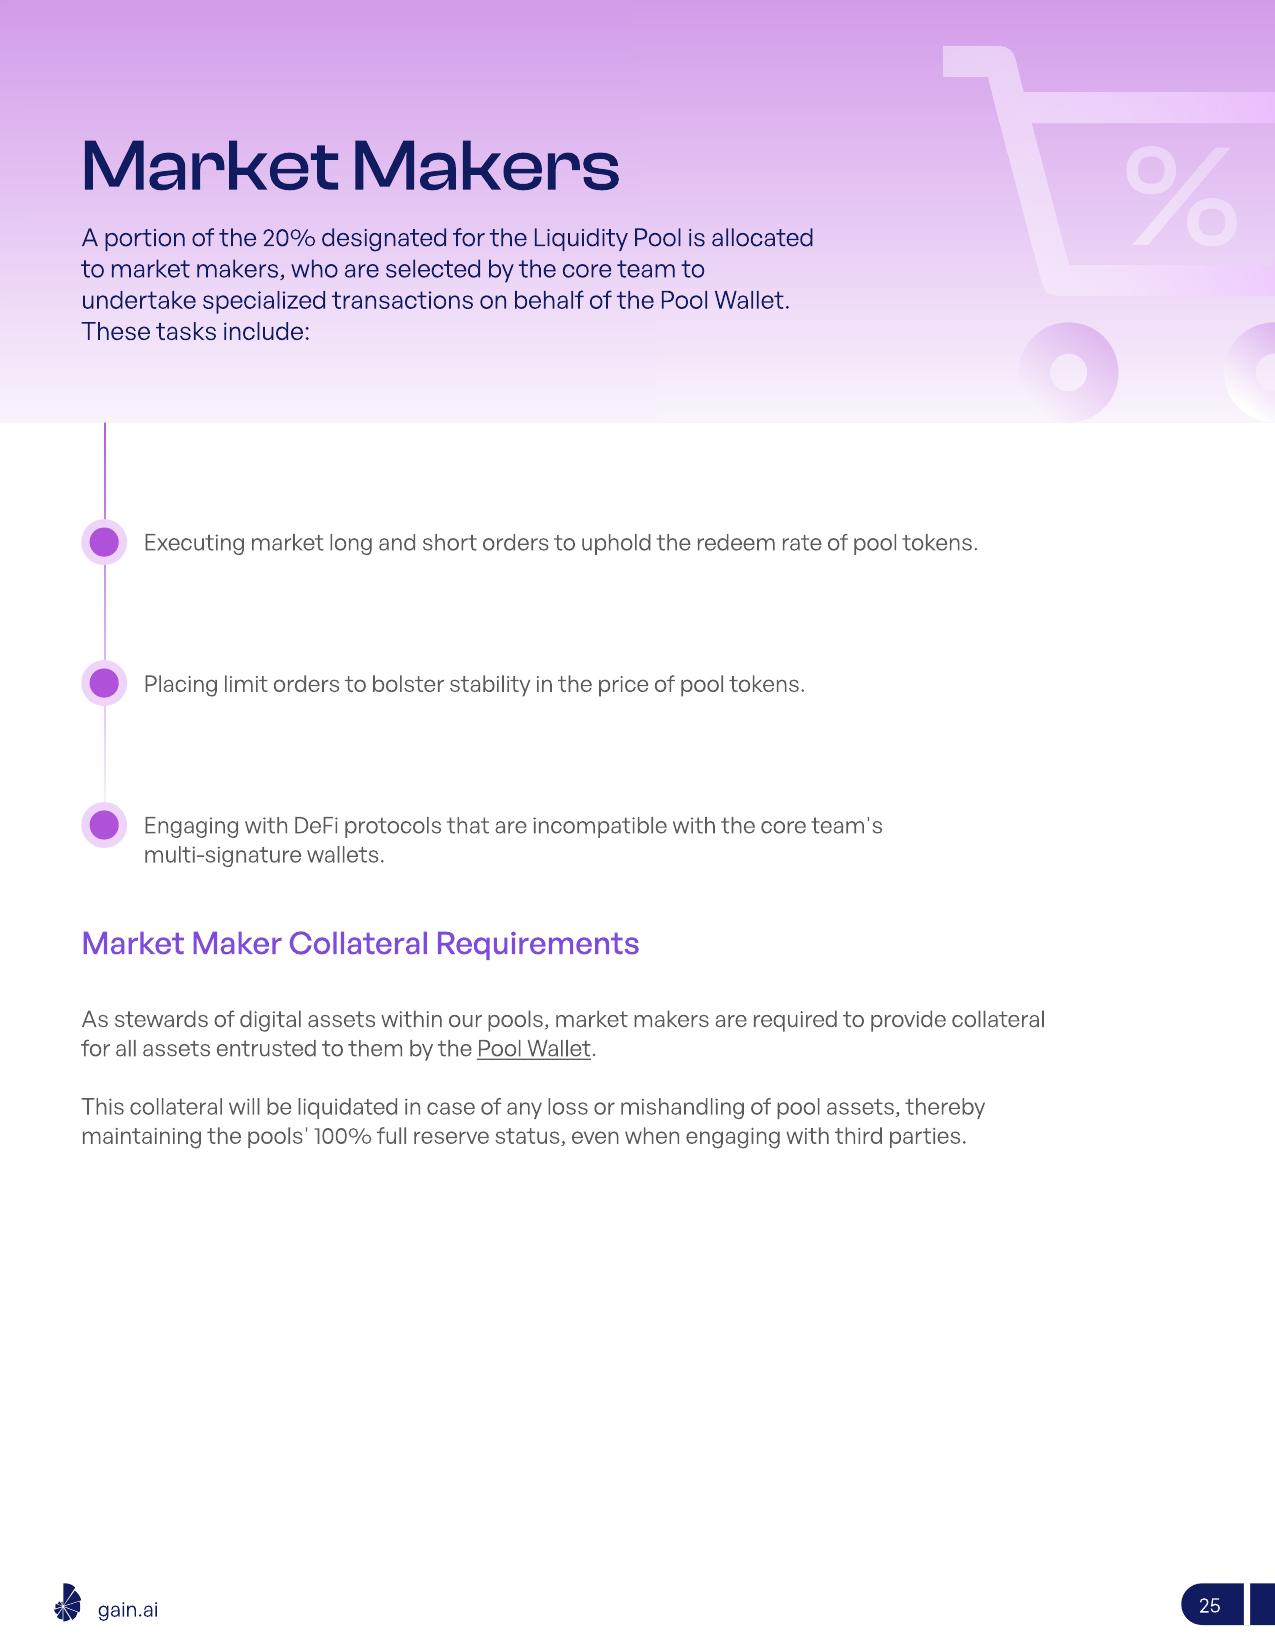 %
Market Makers
A portion of the 20% designated for the Liquidity Pool is allocated
to market makers, who are selected by the core team to
undertake specialized transactions on behalf of the Pool Wallet.
These tasks include:
Executing market long and short orders to uphold the redeem rate of pool tokens.
Placing limit orders to bolster stability in the price of pool tokens.
Engaging with DeFi protocols that are incompatible with the core team's
multi-signature wallets.
Market Maker Collateral Requirements
As stewards of digital assets within our pools, market makers are required to provide collateral
for all assets entrusted to them by the Pool Wallet.
This collateral will be liquidated in case of any loss or mishandling of pool assets, thereby
maintaining the pools' 100% full reserve status, even when engaging with third parties.
gain.ai
25